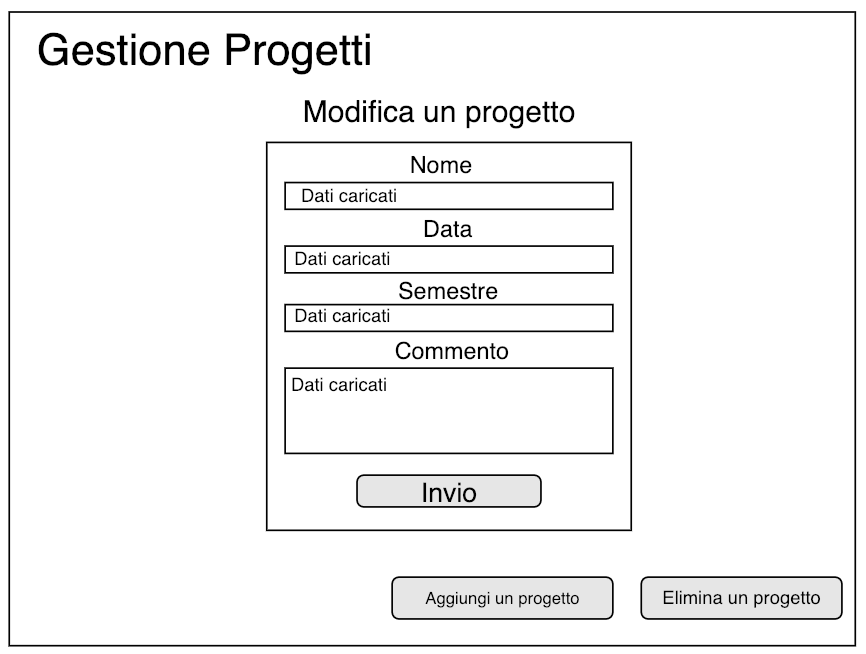 Gestione Progetti
Modifica un progetto
Nome
Dati caricati
Data
Dati caricati
Semestre
Dati caricati
Commento
Dati caricati
Invio
Aggiungi un progetto
Elimina un progetto